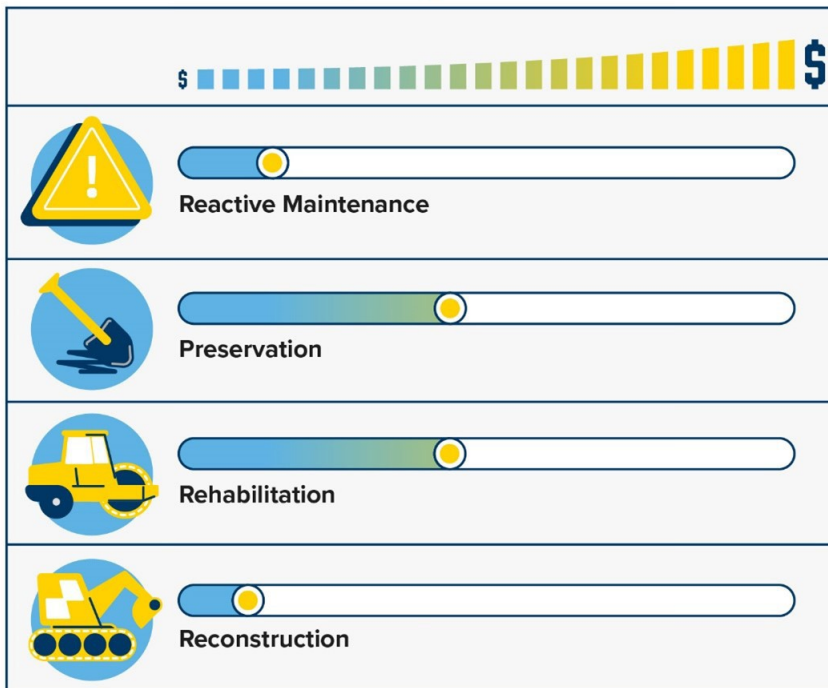 $ $
Reactive Maintenance
Preservation
Rehabilitation
Reconstruction